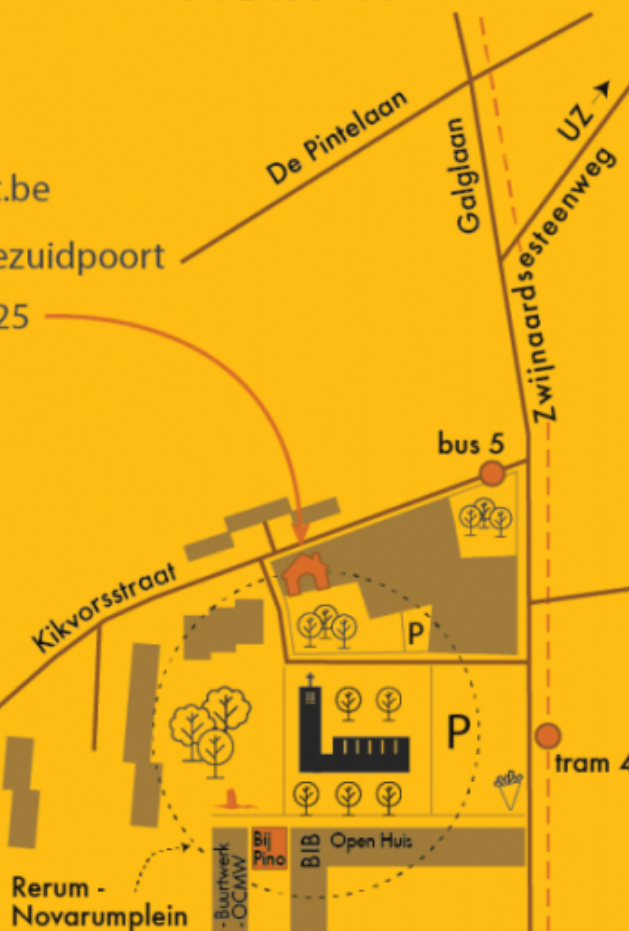 .be
ezuidpoort
25
De Pintelaan
Galglaan
UZ
Zwijnaardsesteenweg
bus 5
Kikvorsstraat
P
P
tram 4
Bij
Pino
BIB
Open Huis
- Buurtwerk
- OCMW
Rerum -
Novarumplein